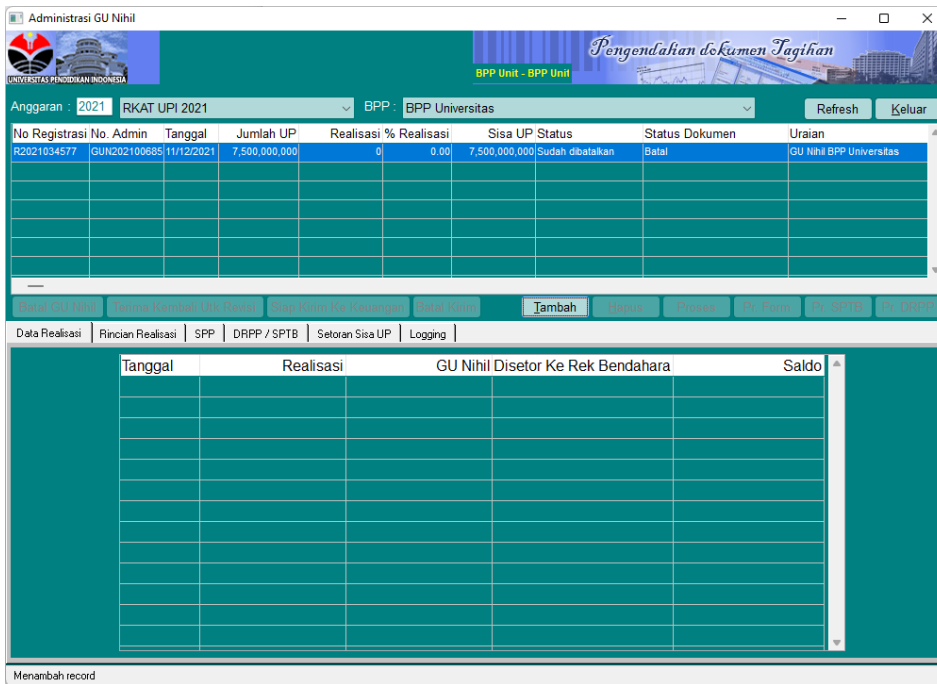 Administrasi GU Nihil
UNIVERSITAS PENDIDIKAN INDONESIA
Pengendalian dokumen Tagihan
BPP Unit - BPP Unit
Anggaran : 2021 RKAT UPI 2021 BPP : BPP Universitas Refresh Keluar
No Registrasi No. Admin Tanggal Jumlah UP Realisasi % Realisasi Sisa UP Status Status Dokumen Uraian
R2021034577 GUN202100685 11/12/2021 7,500,000,000 0 0.00 7,500,000,000 Sudah dibatalkan Batal GU Nihil BPP Universitas
Batal GU Nihil Terima Kembali Utk Revisi Siap Kirim Ke Keuangan Batal Kirim Tambah Hapus Proses Pr. Form Pr. SPTB Pr. DRPP
Data Realisasi Rincian Realisasi SPP DRPP / SPTB Setoran Sisa UP Logging
Tanggal Realisasi GU Nihil Disetor Ke Rek Bendahara Saldo
Menambah record